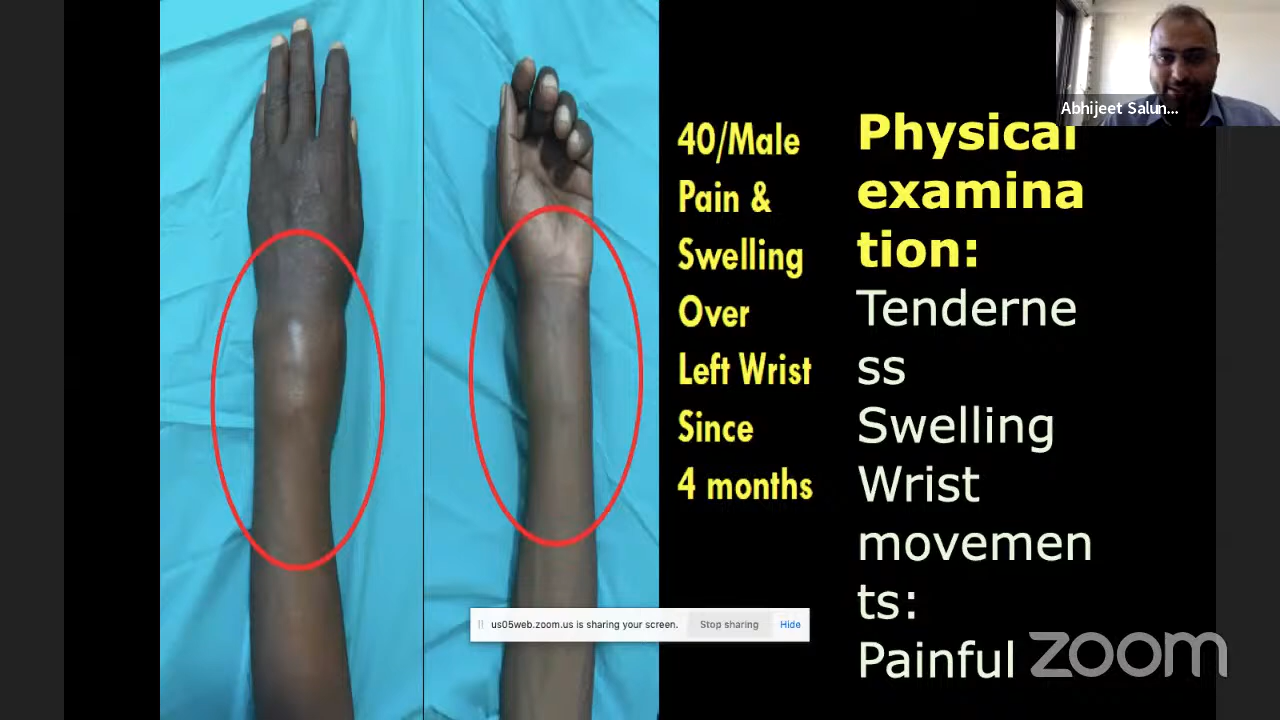 Abhijeet Salun...
40/Male
Pain &
Swelling
Over
Left Wrist
Since
4 months
Physical
examina
tion:
Tenderne
ss
Swelling
Wrist
movemen
ts:
Painful
us05web.zoom.us is sharing your screen. Stop sharing Hide
zoom